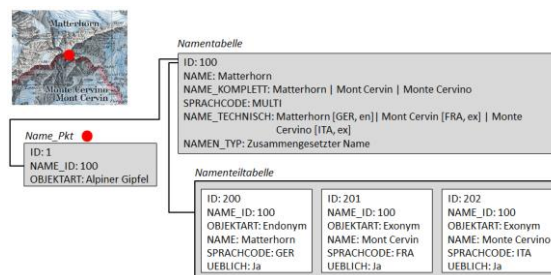 Matterhorn
Monte Cervino
Mont Cervin
Name_Pkt
ID: 1
NAME_ID: 100
OBJEKTART: Alpiner Gipfel
Namentabelle
ID: 100
NAME: Matterhorn
NAME_KOMPLETT: Matterhorn | Mont Cervin | Monte Cervino
SPRACHCODE: MULTI
NAME_TECHNISCH: Matterhorn [GER, en]| Mont Cervin [FRA, ex] | Monte
Cervino [ITA, ex]
NAMEN_TYP: Zusammengesetzter Name
Namenteiltabelle
ID: 200
NAME_ID: 100
OBJEKTART: Endonym
NAME: Matterhorn
SPRACHCODE: GER
UEBLICH: Ja
ID: 201
NAME_ID: 100
OBJEKTART: Exonym
NAME: Mont Cervin
SPRACHCODE: FRA
UEBLICH: Ja
ID: 202
NAME_ID: 100
OBJEKTART: Exonym
NAME: Monte Cervino
SPRACHCODE: ITA
UEBLICH: Ja